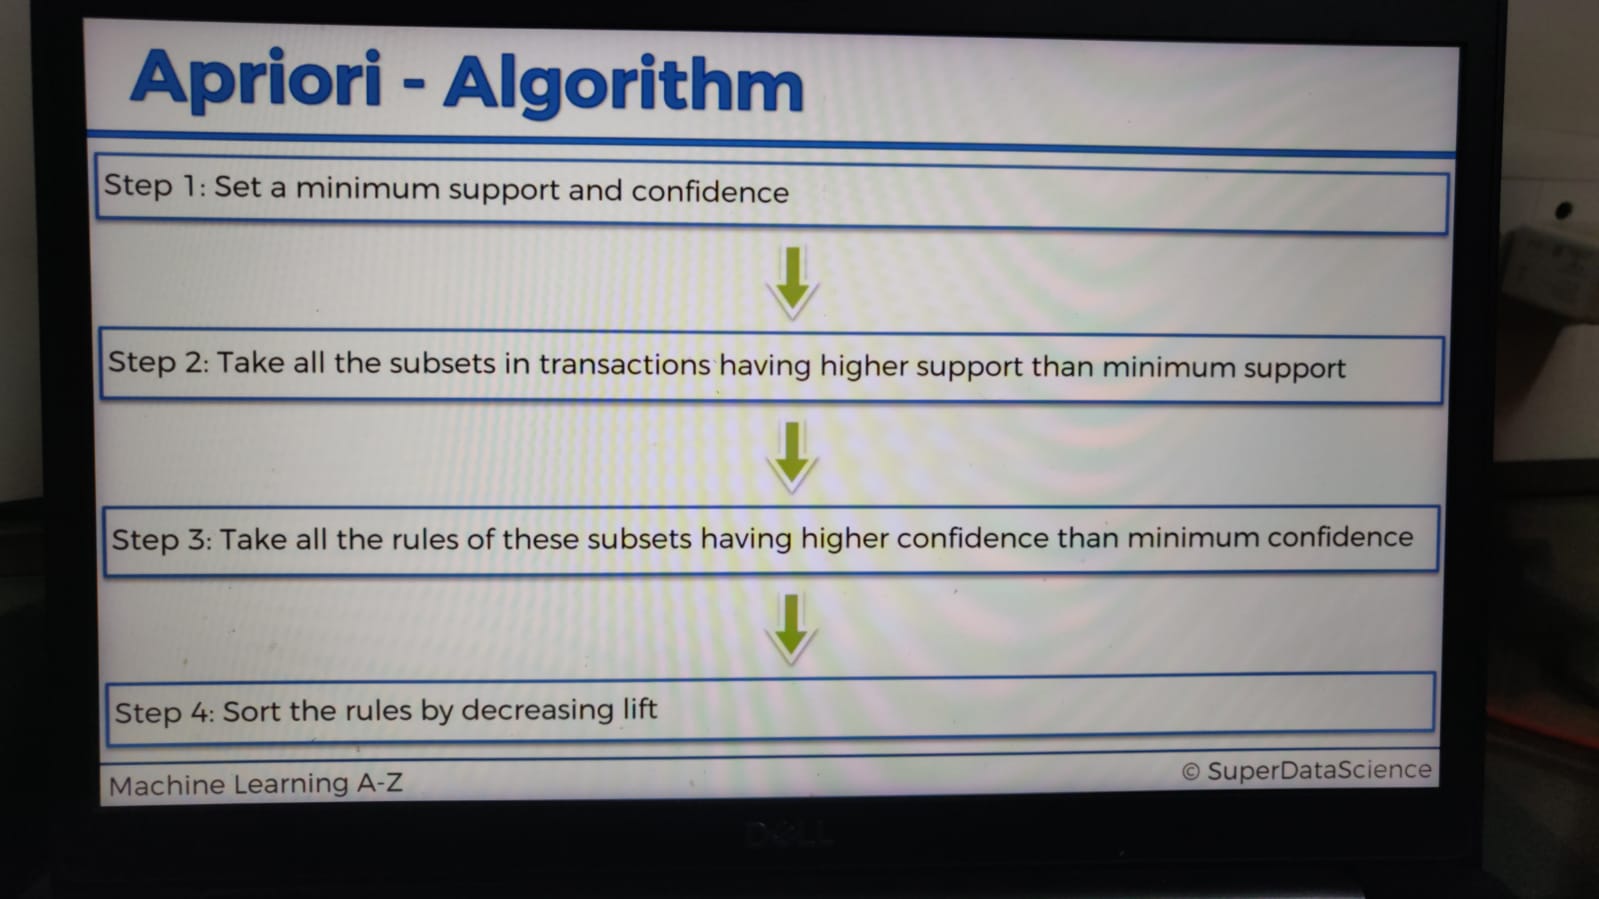 Apriori - Algorithm
Step 1: Set a minimum support and confidence
Step 2: Take all the subsets in transactions having higher support than minimum support
Step 3: Take all the rules of these subsets having higher confidence than minimum confidence
Step 4: Sort the rules by decreasing lift
Machine Learning A-Z
© SuperDataScience
DELL